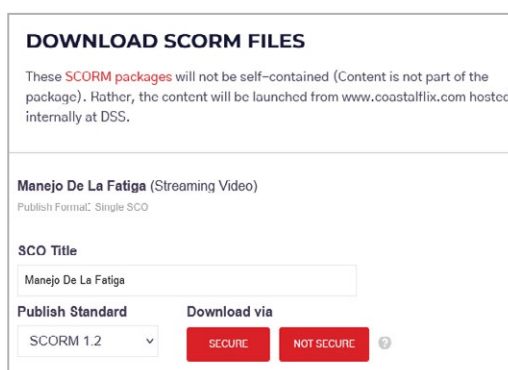 DOWNLOAD SCORM FILES
These SCORM packages will not be self-contained (Content is not part of the
package). Rather, the content will be launched from www.coastalflix.com hosted
internally at DSS.
Manejo De La Fatiga (Streaming Video)
Publish Format: Single SCO
SCO Title
Manejo De La Fatiga
Publish Standard Download via
SCORM 1.2 SECURE NOT SECURE ?